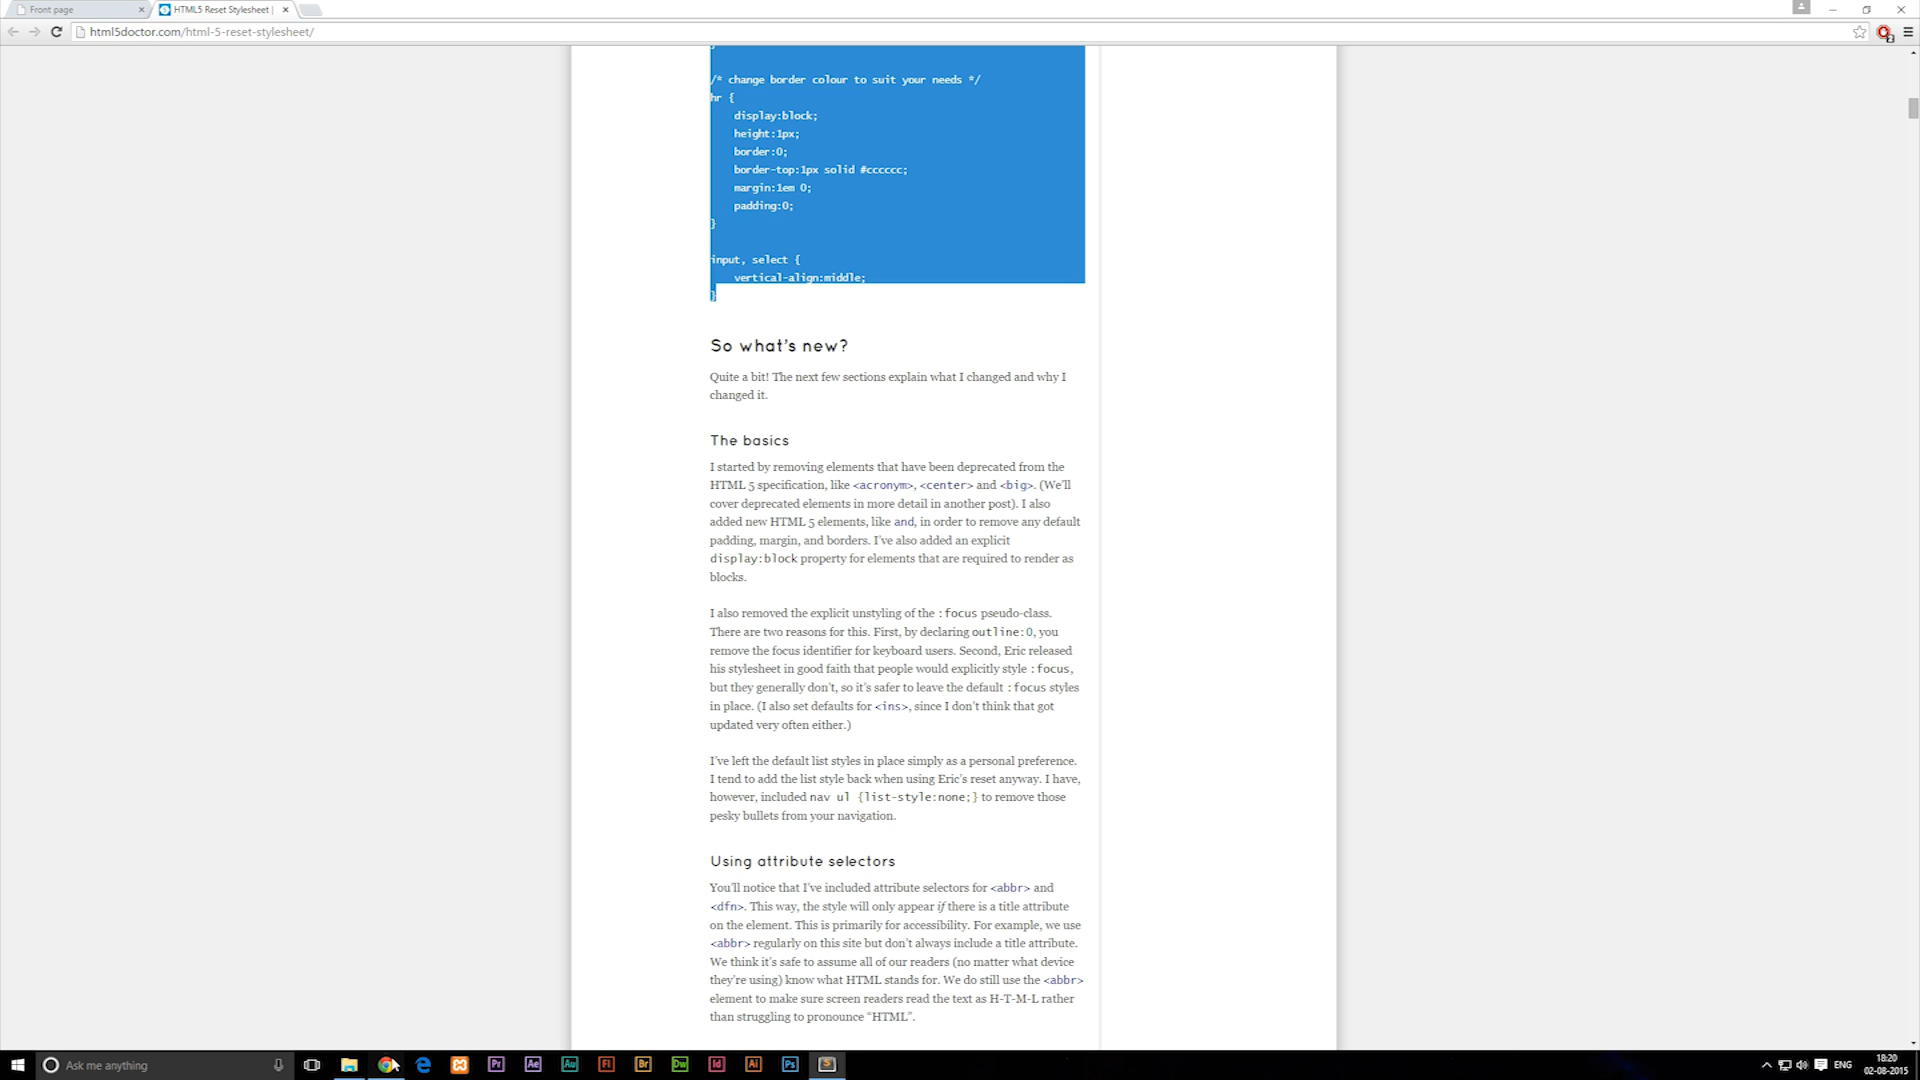 Front page
HTML5 Reset Stylesheet |
html5doctor.com/html-5-reset-stylesheet/
}
/* change border colour to suit your needs */
hr {
display:block;
height:1px;
border:0;
border-top:1px solid #cccccc;
margin:1em 0;
padding:0;
}
input, select {
vertical-align:middle;
}
So what's new?
Quite a bit! The next few sections explain what I changed and why I
changed it.
The basics
I started by removing elements that have been deprecated from the
HTML 5 specification, like <acronym>, <center> and <big>. (We'll
cover deprecated elements in more detail in another post). I also
added new HTML 5 elements, like and, in order to remove any default
padding, margin, and borders. I've also added an explicit
display:block property for elements that are required to render as
blocks.
I also removed the explicit unstyling of the :focus pseudo-class.
There are two reasons for this. First, by declaring outline:0, you
remove the focus identifier for keyboard users. Second, Eric released
his stylesheet in good faith that people would explicitly style :focus,
but they generally don't, so it's safer to leave the default :focus styles
in place. (I also set defaults for <ins>, since I don't think that got
updated very often either.)
I've left the default list styles in place simply as a personal preference.
I tend to add the list style back when using Eric's reset anyway. I have,
however, included nav ul {list-style:none;} to remove those
pesky bullets from your navigation.
Using attribute selectors
You'll notice that I've included attribute selectors for <abbr> and
<dfn>. This way, the style will only appear if there is a title attribute
on the element. This is primarily for accessibility. For example, we use
<abbr> regularly on this site but don't always include a title attribute.
We think it's safe to assume all of our readers (no matter what device
they're using) know what HTML stands for. We do still use the <abbr>
element to make sure screen readers read the text as H-T-M-L rather
than struggling to pronounce “HTML”.
Ask me anything
Pr Ae Au Fl Br Dw Id Ai Ps
ENG
18:20
02-08-2015